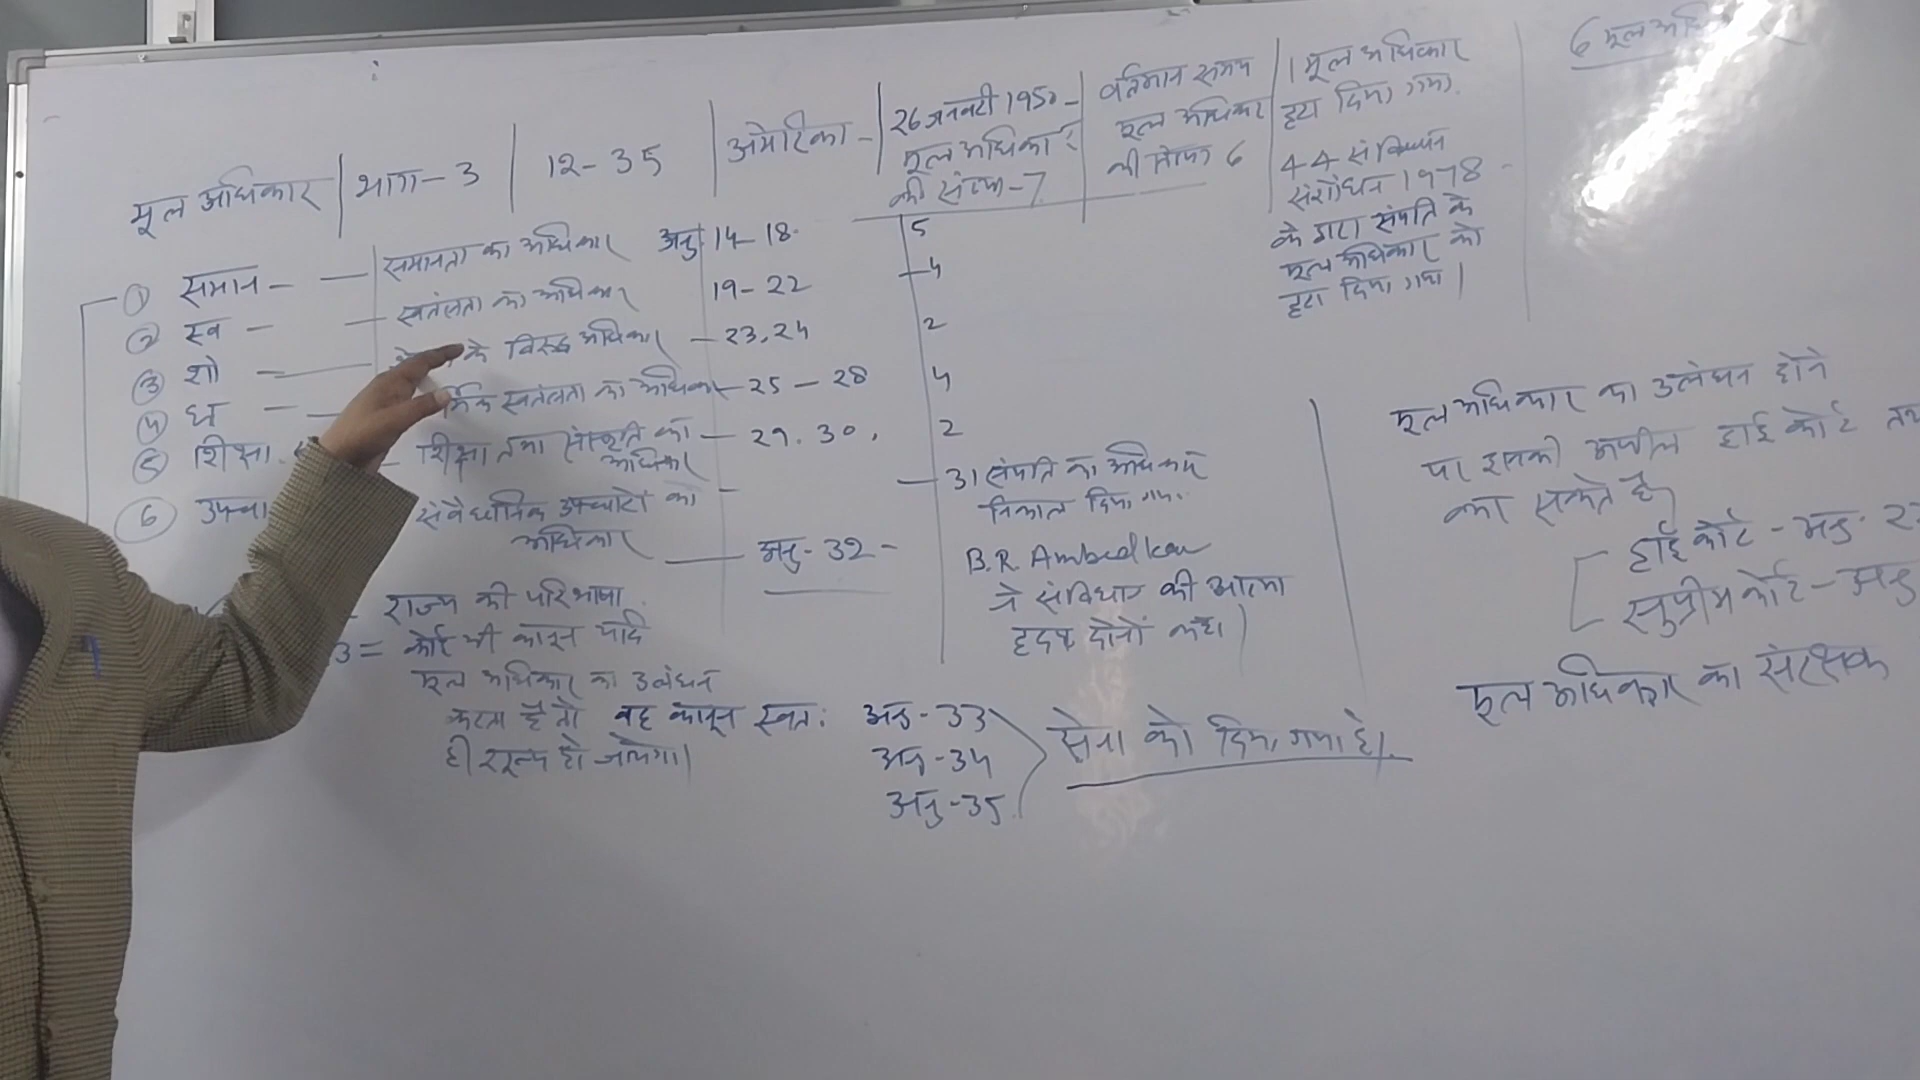 मूल अधिकार | भाग - 3 | 12 - 35 | अमेरिका -
26 जनवरी 1950 -
मूल अधिकार
की संख्या - 7
वर्तमान समय
मूल अधिकार
की संख्या 6
1 मूल अधिकार
हटा दिया गया.
44 संविधान
संशोधन 1978 -
के द्वारा संपति के
मूल अधिकार को
हटा दिया गया।
6 मूल
① समान - — समानता का अधिकार अनु 14 - 18. 5
② स्व - — स्वतंत्रता का अधिकार 19 - 22 4
③ शो - — के विरुद्ध अधिकार - 23, 24 2
④ ध - — र्मिक स्वतंत्रता का अधिकार - 25 - 28 4
⑤ शिक्षा - शिक्षा तथा संस्कृति का — 29. 30, 2
अधिकार
— 31 संपति का अधिकार
निकाल दिया गया.
⑥ उपचा संवैधानिक उपचारों का -
अधिकार — अनु - 32 -
B.R. Ambedkar
ने संविधान की आत्मा
हृदय दोनों कहा।
- राज्य की परिभाषा.
3 = कोई भी कानून यदि
मूल अधिकार का उलंघन
करता है तो वह कानून स्वत:
ही शून्य हो जायेगा।
अनु - 33
अनु - 34
अनु - 35
सेना को दिया गया है।
मूल अधिकार का उलंघन होने
पर इसकी अपील हाई कोर्ट
कर सकते है
हाई कोर्ट - अनु. 2
सुप्रीम कोर्ट - अनु
मूल अधिकार का संरक्षक